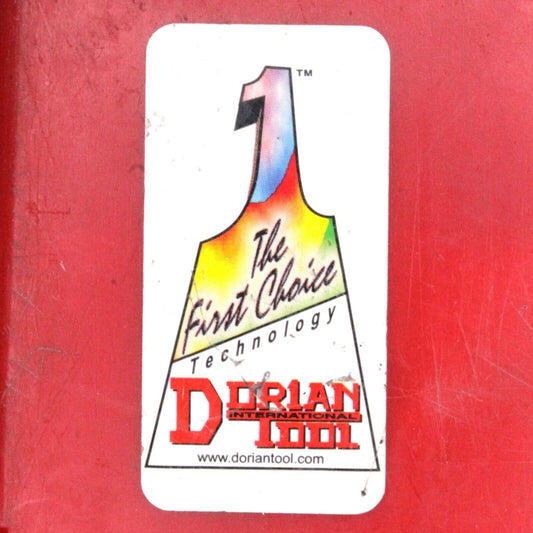 1™
The
First Choice
Technology
DORIAN
INTERNATIONAL
TOOL
www.doriantool.com